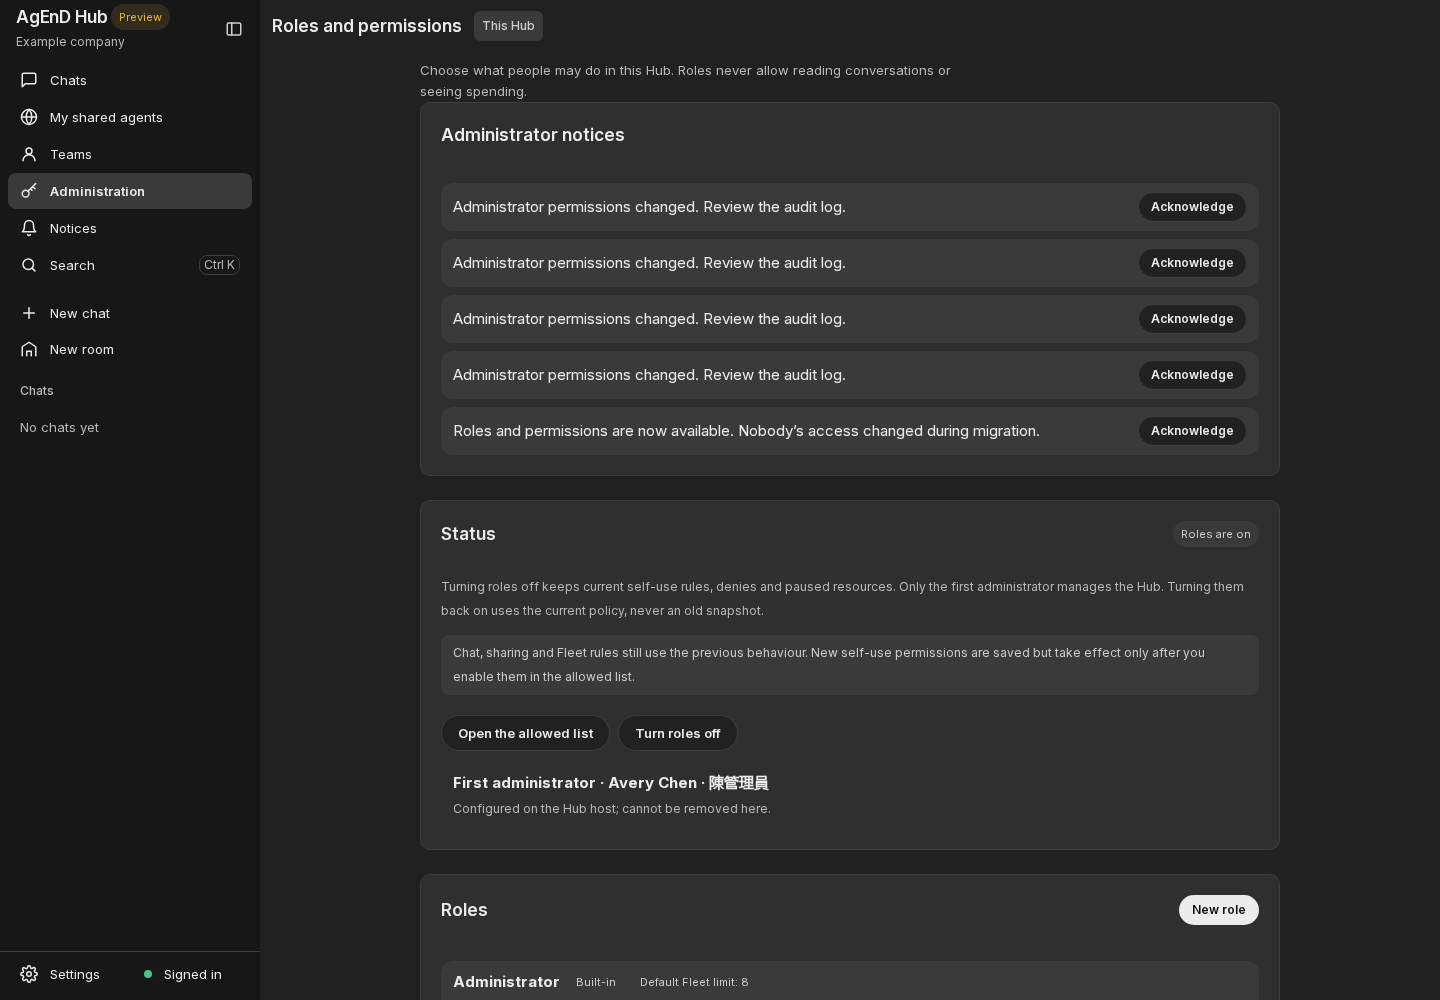 AgEnD Hub Preview
Example company
Chats
My shared agents
Teams
Administration
Notices
Search Ctrl K
New chat
New room
Chats
No chats yet
Settings Signed in
Roles and permissions This Hub
Choose what people may do in this Hub. Roles never allow reading conversations or
seeing spending.
Administrator notices
Administrator permissions changed. Review the audit log. Acknowledge
Administrator permissions changed. Review the audit log. Acknowledge
Administrator permissions changed. Review the audit log. Acknowledge
Administrator permissions changed. Review the audit log. Acknowledge
Roles and permissions are now available. Nobody’s access changed during migration. Acknowledge
Status Roles are on
Turning roles off keeps current self-use rules, denies and paused resources. Only the first administrator manages the Hub. Turning them
back on uses the current policy, never an old snapshot.
Chat, sharing and Fleet rules still use the previous behaviour. New self-use permissions are saved but take effect only after you
enable them in the allowed list.
Open the allowed list Turn roles off
First administrator · Avery Chen · 陳管理員
Configured on the Hub host; cannot be removed here.
Roles New role
Administrator Built-in Default Fleet limit: 8